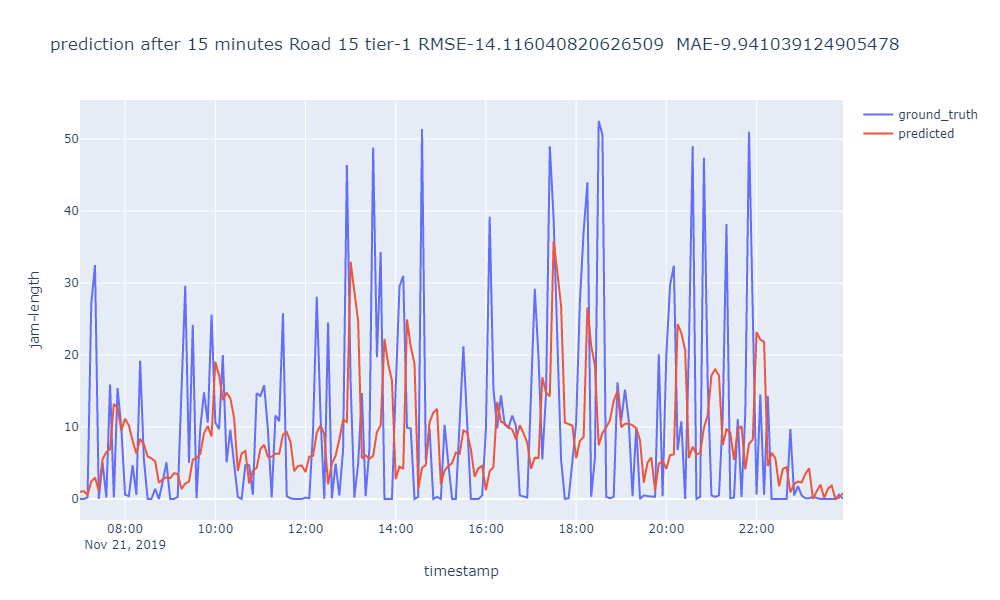 prediction after 15 minutes Road 15 tier-1 RMSE-14.116040820626509  MAE-9.941039124905478
ground_truth
predicted
50
40
30
20
10
0
jam-length
08:00 10:00 12:00 14:00 16:00 18:00 20:00 22:00
Nov 21, 2019
timestamp